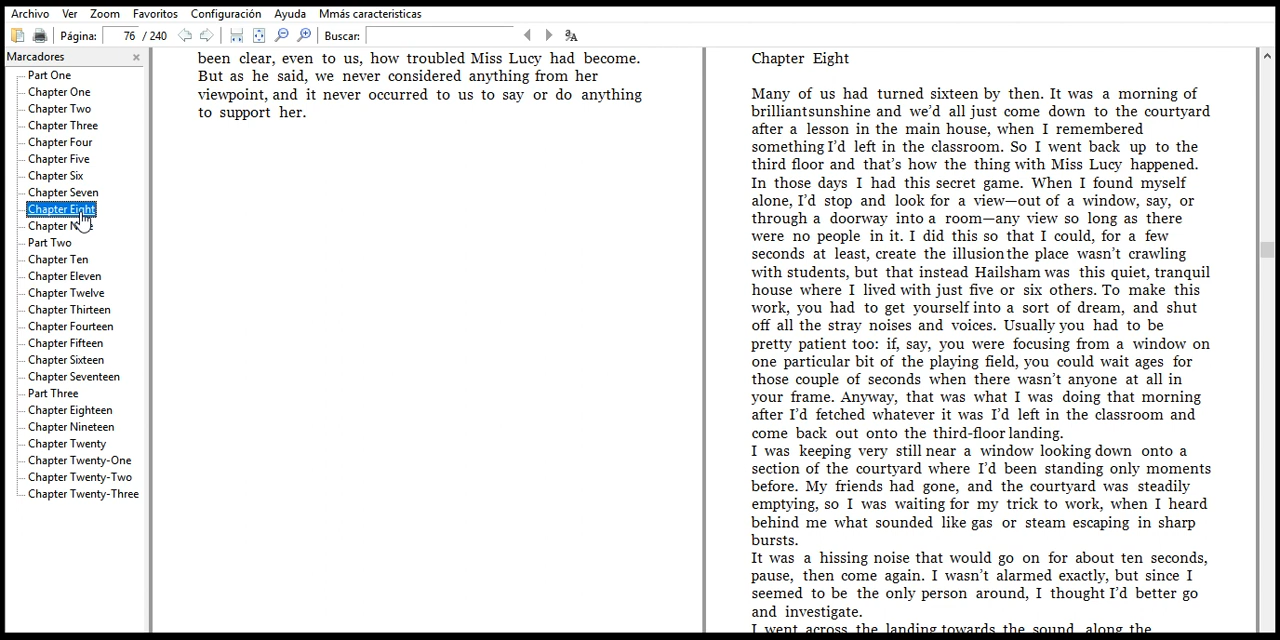 Archivo Ver Zoom Favoritos Configuración Ayuda Mmás caracteristicas
Página: 76 / 240 Buscar:
Marcadores
Part One
Chapter One
Chapter Two
Chapter Three
Chapter Four
Chapter Five
Chapter Six
Chapter Seven
Chapter Eight
Chapter Nine
Part Two
Chapter Ten
Chapter Eleven
Chapter Twelve
Chapter Thirteen
Chapter Fourteen
Chapter Fifteen
Chapter Sixteen
Chapter Seventeen
Part Three
Chapter Eighteen
Chapter Nineteen
Chapter Twenty
Chapter Twenty-One
Chapter Twenty-Two
Chapter Twenty-Three
been clear, even to us, how troubled Miss Lucy had become.
But as he said, we never considered anything from her
viewpoint, and it never occurred to us to say or do anything
to support her.
Chapter Eight
Many of us had turned sixteen by then. It was a morning of
brilliantsunshine and we’d all just come down to the courtyard
after a lesson in the main house, when I remembered
something I’d left in the classroom. So I went back up to the
third floor and that’s how the thing with Miss Lucy happened.
In those days I had this secret game. When I found myself
alone, I’d stop and look for a view—out of a window, say, or
through a doorway into a room—any view so long as there
were no people in it. I did this so that I could, for a few
seconds at least, create the illusion the place wasn’t crawling
with students, but that instead Hailsham was this quiet, tranquil
house where I lived with just five or six others. To make this
work, you had to get yourself into a sort of dream, and shut
off all the stray noises and voices. Usually you had to be
pretty patient too: if, say, you were focusing from a window on
one particular bit of the playing field, you could wait ages for
those couple of seconds when there wasn’t anyone at all in
your frame. Anyway, that was what I was doing that morning
after I’d fetched whatever it was I’d left in the classroom and
come back out onto the third-floor landing.
I was keeping very still near a window looking down onto a
section of the courtyard where I’d been standing only moments
before. My friends had gone, and the courtyard was steadily
emptying, so I was waiting for my trick to work, when I heard
behind me what sounded like gas or steam escaping in sharp
bursts.
It was a hissing noise that would go on for about ten seconds,
pause, then come again. I wasn’t alarmed exactly, but since I
seemed to be the only person around, I thought I’d better go
and investigate.
I went across the landing towards the sound, along the